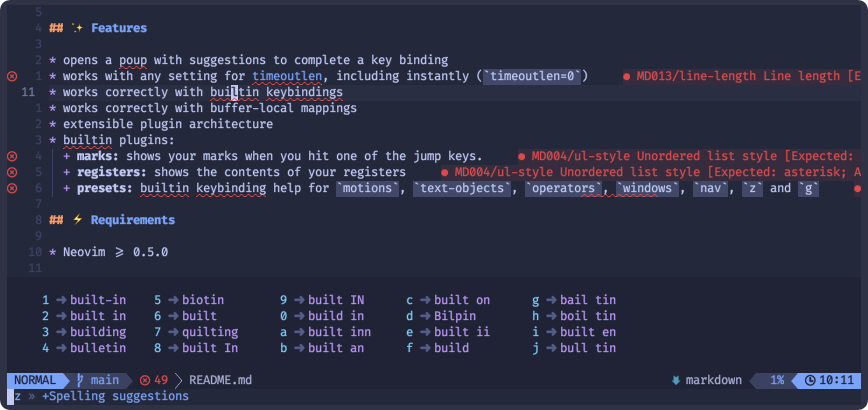 5
4 ## ✨ Features
3
2 * opens a poup with suggestions to complete a key binding
1 * works with any setting for timeoutlen, including instantly (`timeoutlen=0`) ● MD013/line-length Line length [E
11 * works correctly with builtin keybindings
1 * works correctly with buffer-local mappings
2 * extensible plugin architecture
3 * builtin plugins:
4 + marks: shows your marks when you hit one of the jump keys. ● MD004/ul-style Unordered list style [Expected:
5 + registers: shows the contents of your registers ● MD004/ul-style Unordered list style [Expected: asterisk; A
6 + presets: builtin keybinding help for `motions`, `text-objects`, `operators`, `windows`, `nav`, `z` and `g` ●
7
8 ## ⚡ Requirements
9
10 * Neovim ≥ 0.5.0
11
1 → built-in 5 → biotin 9 → built IN c → built on g → bail tin
2 → built in 6 → built 0 → build in d → Bilpin h → boil tin
3 → building 7 → quilting a → built inn e → built ii i → built en
4 → bulletin 8 → built In b → built an f → build j → bull tin
NORMAL main 49 README.md markdown 1% 10:11
z » +Spelling suggestions